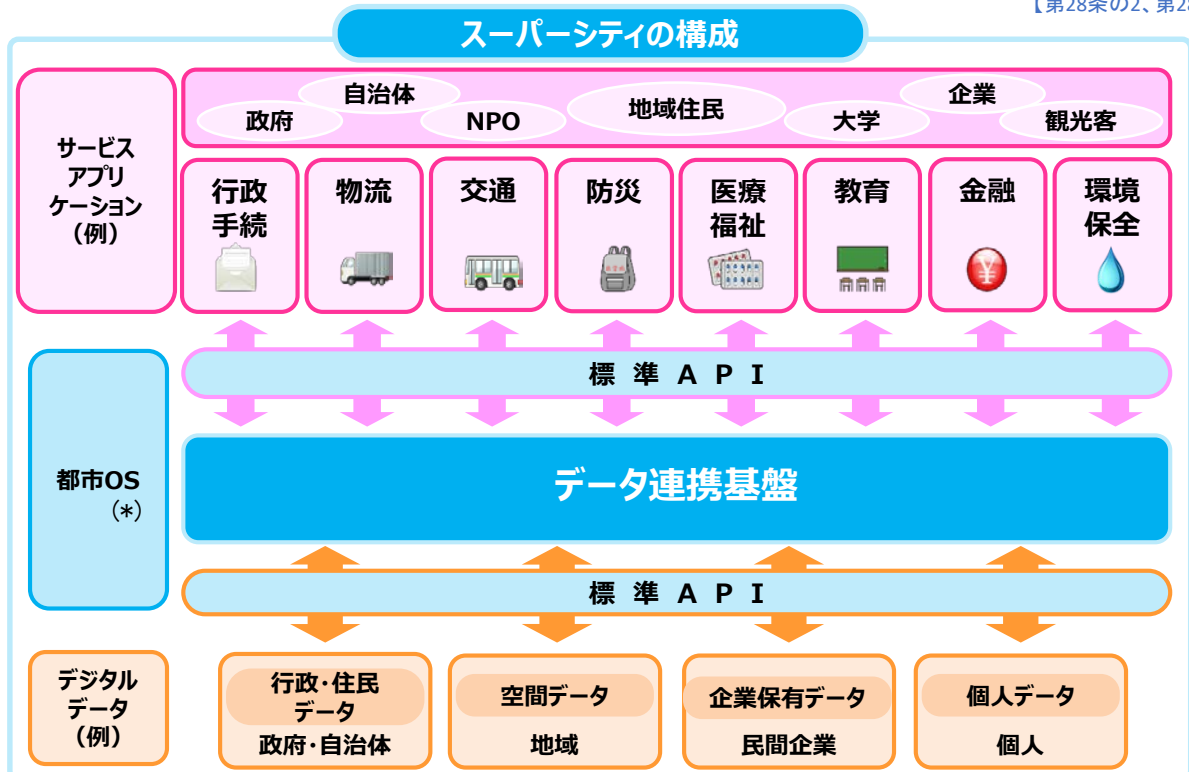 【第28条の2、第28
スーパーシティの構成
サービス
アプリ
ケーション
（例）
自治体
企業
政府
NPO
地域住民
大学
観光客
行政
手続
物流
交通
防災
医療
福祉
教育
金融
環境
保全
¥
標 準 A P I
都市OS
(*)
データ連携基盤
標 準 A P I
デジタル
データ
（例）
行政・住民
データ
政府・自治体
空間データ
地域
企業保有データ
民間企業
個人データ
個人